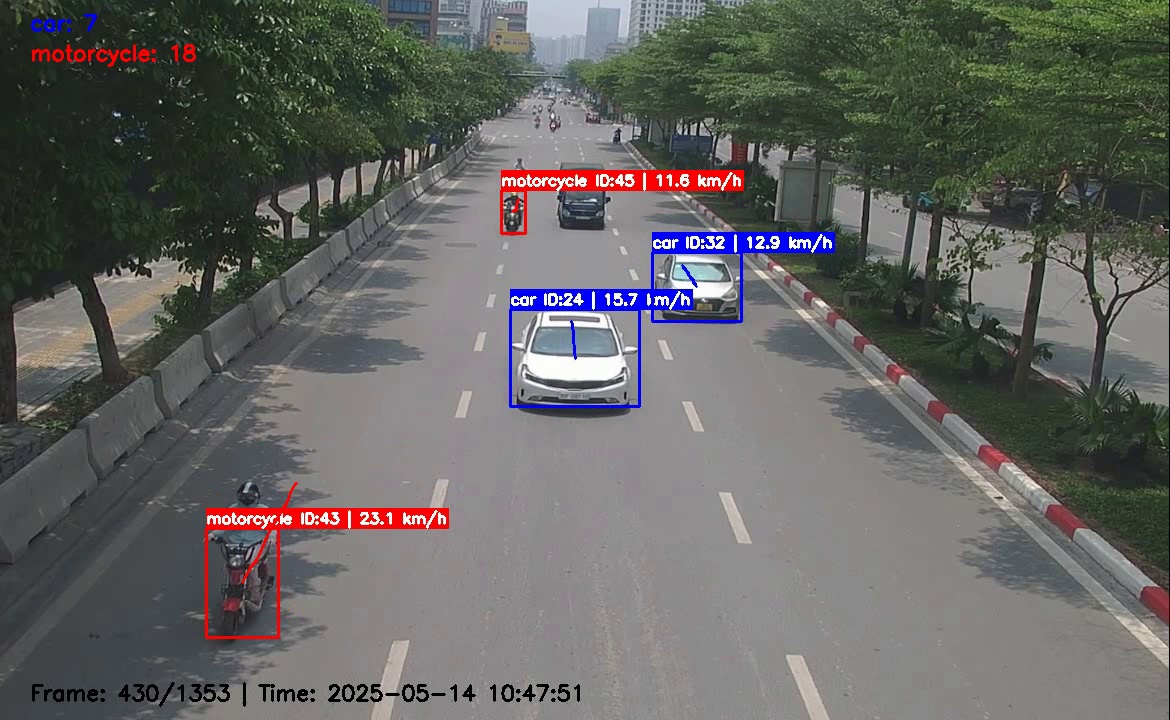 car: 7
motorcycle: 18
motorcycle ID:45 | 11.6 km/h
car ID:32 | 12.9 km/h
car ID:24 | 15.7 km/h
motorcycle ID:43 | 23.1 km/h
Frame: 430/1353 | Time: 2025-05-14 10:47:51